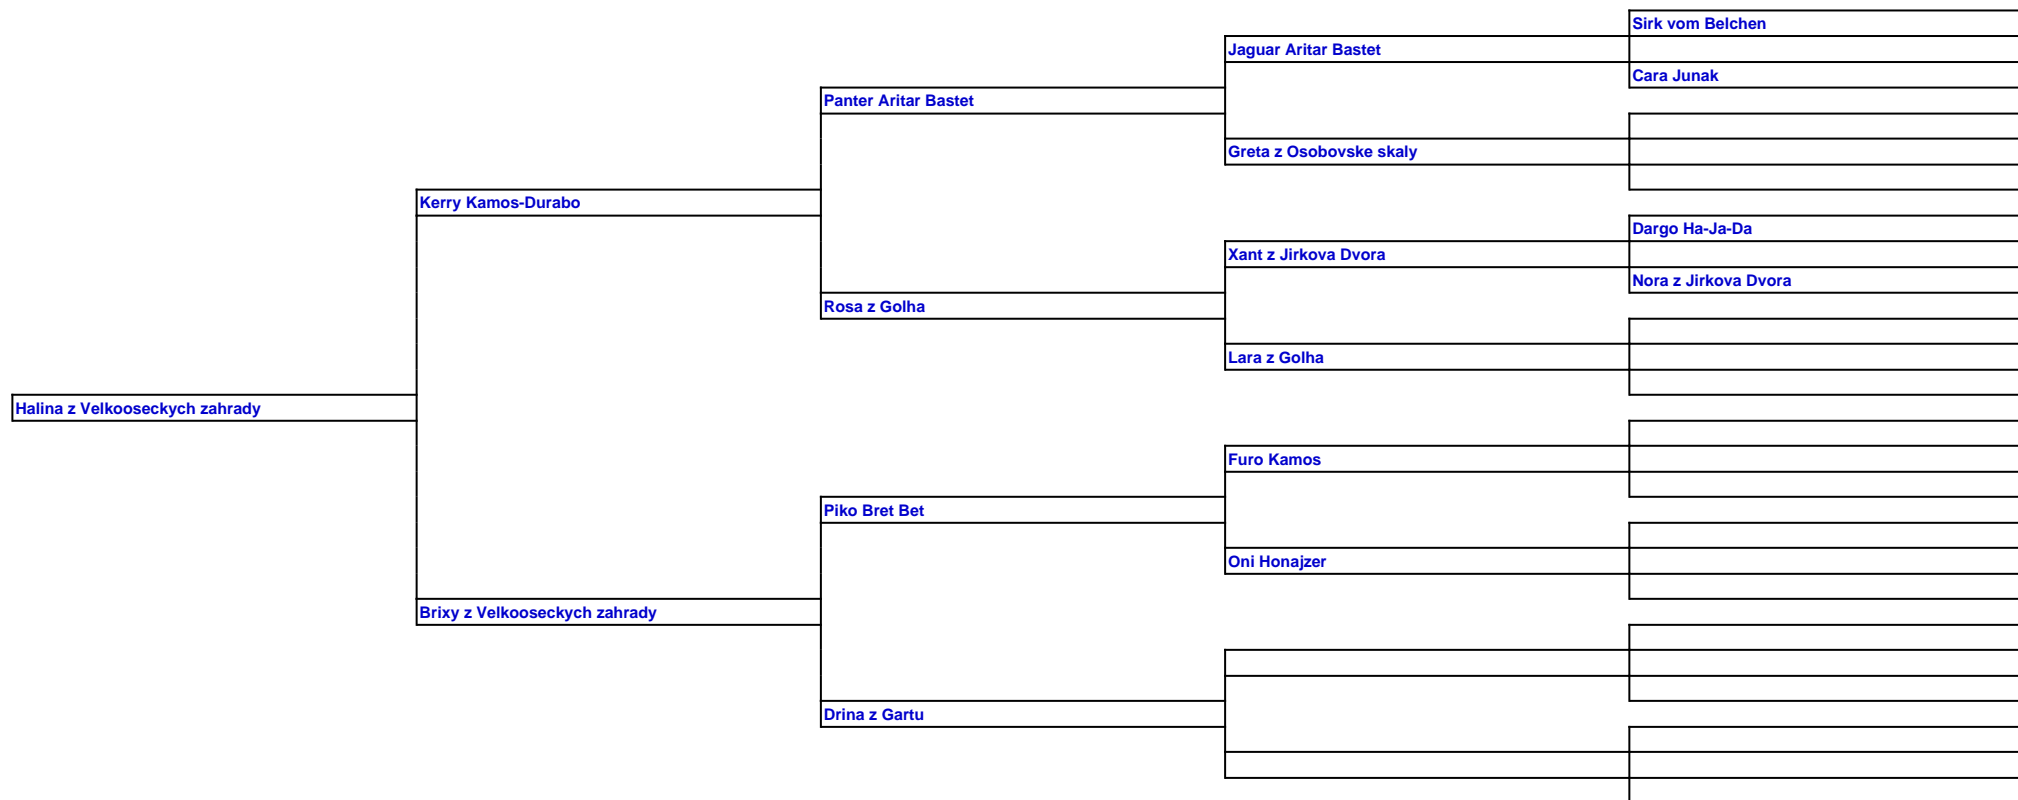 Sirk vom Belchen
Jaguar Aritar Bastet
Cara Junak
Panter Aritar Bastet
Greta z Osobovske skaly
Kerry Kamos-Durabo
Dargo Ha-Ja-Da
Xant z Jirkova Dvora
Nora z Jirkova Dvora
Rosa z Golha
Lara z Golha
Halina z Velkooseckych zahrady
Furo Kamos
Piko Bret Bet
Oni Honajzer
Brixy z Velkooseckych zahrady
Drina z Gartu